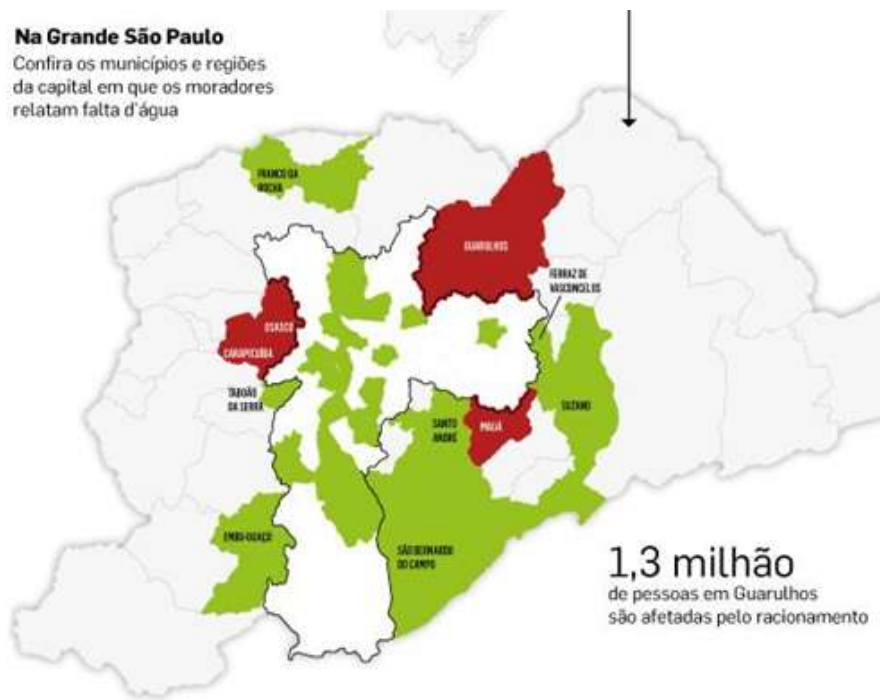 Na Grande São Paulo
Confira os municípios e regiões
da capital em que os moradores
relatam falta d'água
FRANCO DA
ROCHA
GUARULHOS
FERRAZ DE
VASCONCELOS
OSASCO
CARAPICUÍBA
TABOÃO
DA SERRA
SANTO
ANDRÉ
MAUÁ
SUZANO
EMBU-GUAÇU
SÃO BERNARDO
DO CAMPO
1,3 milhão
de pessoas em Guarulhos
são afetadas pelo racionamento